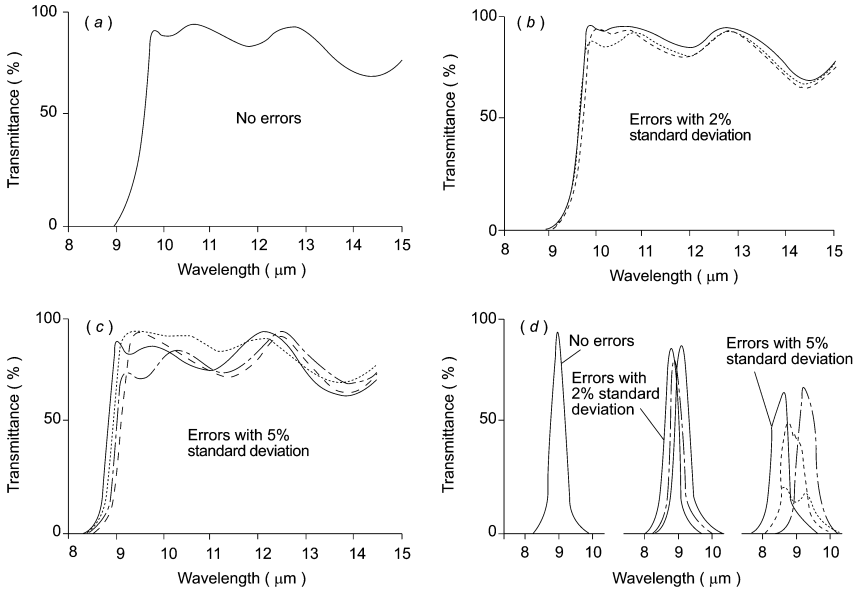 ( a )
100
Transmittance ( % )
50
No errors
0
8 9 10 11 12 13 14 15
Wavelength ( μm )
( b )
100
Transmittance ( % )
50
Errors with 2%
standard deviation
0
8 9 10 11 12 13 14 15
Wavelength ( μm )
( c )
100
Transmittance ( % )
50
Errors with 5%
standard deviation
0
8 9 10 11 12 13 14 15
Wavelength ( μm )
( d )
100
Transmittance ( % )
50
No errors
Errors with
2% standard
deviation
Errors with 5%
standard deviation
0
8 9 10 8 9 10 8 9 10
Wavelength ( μm )